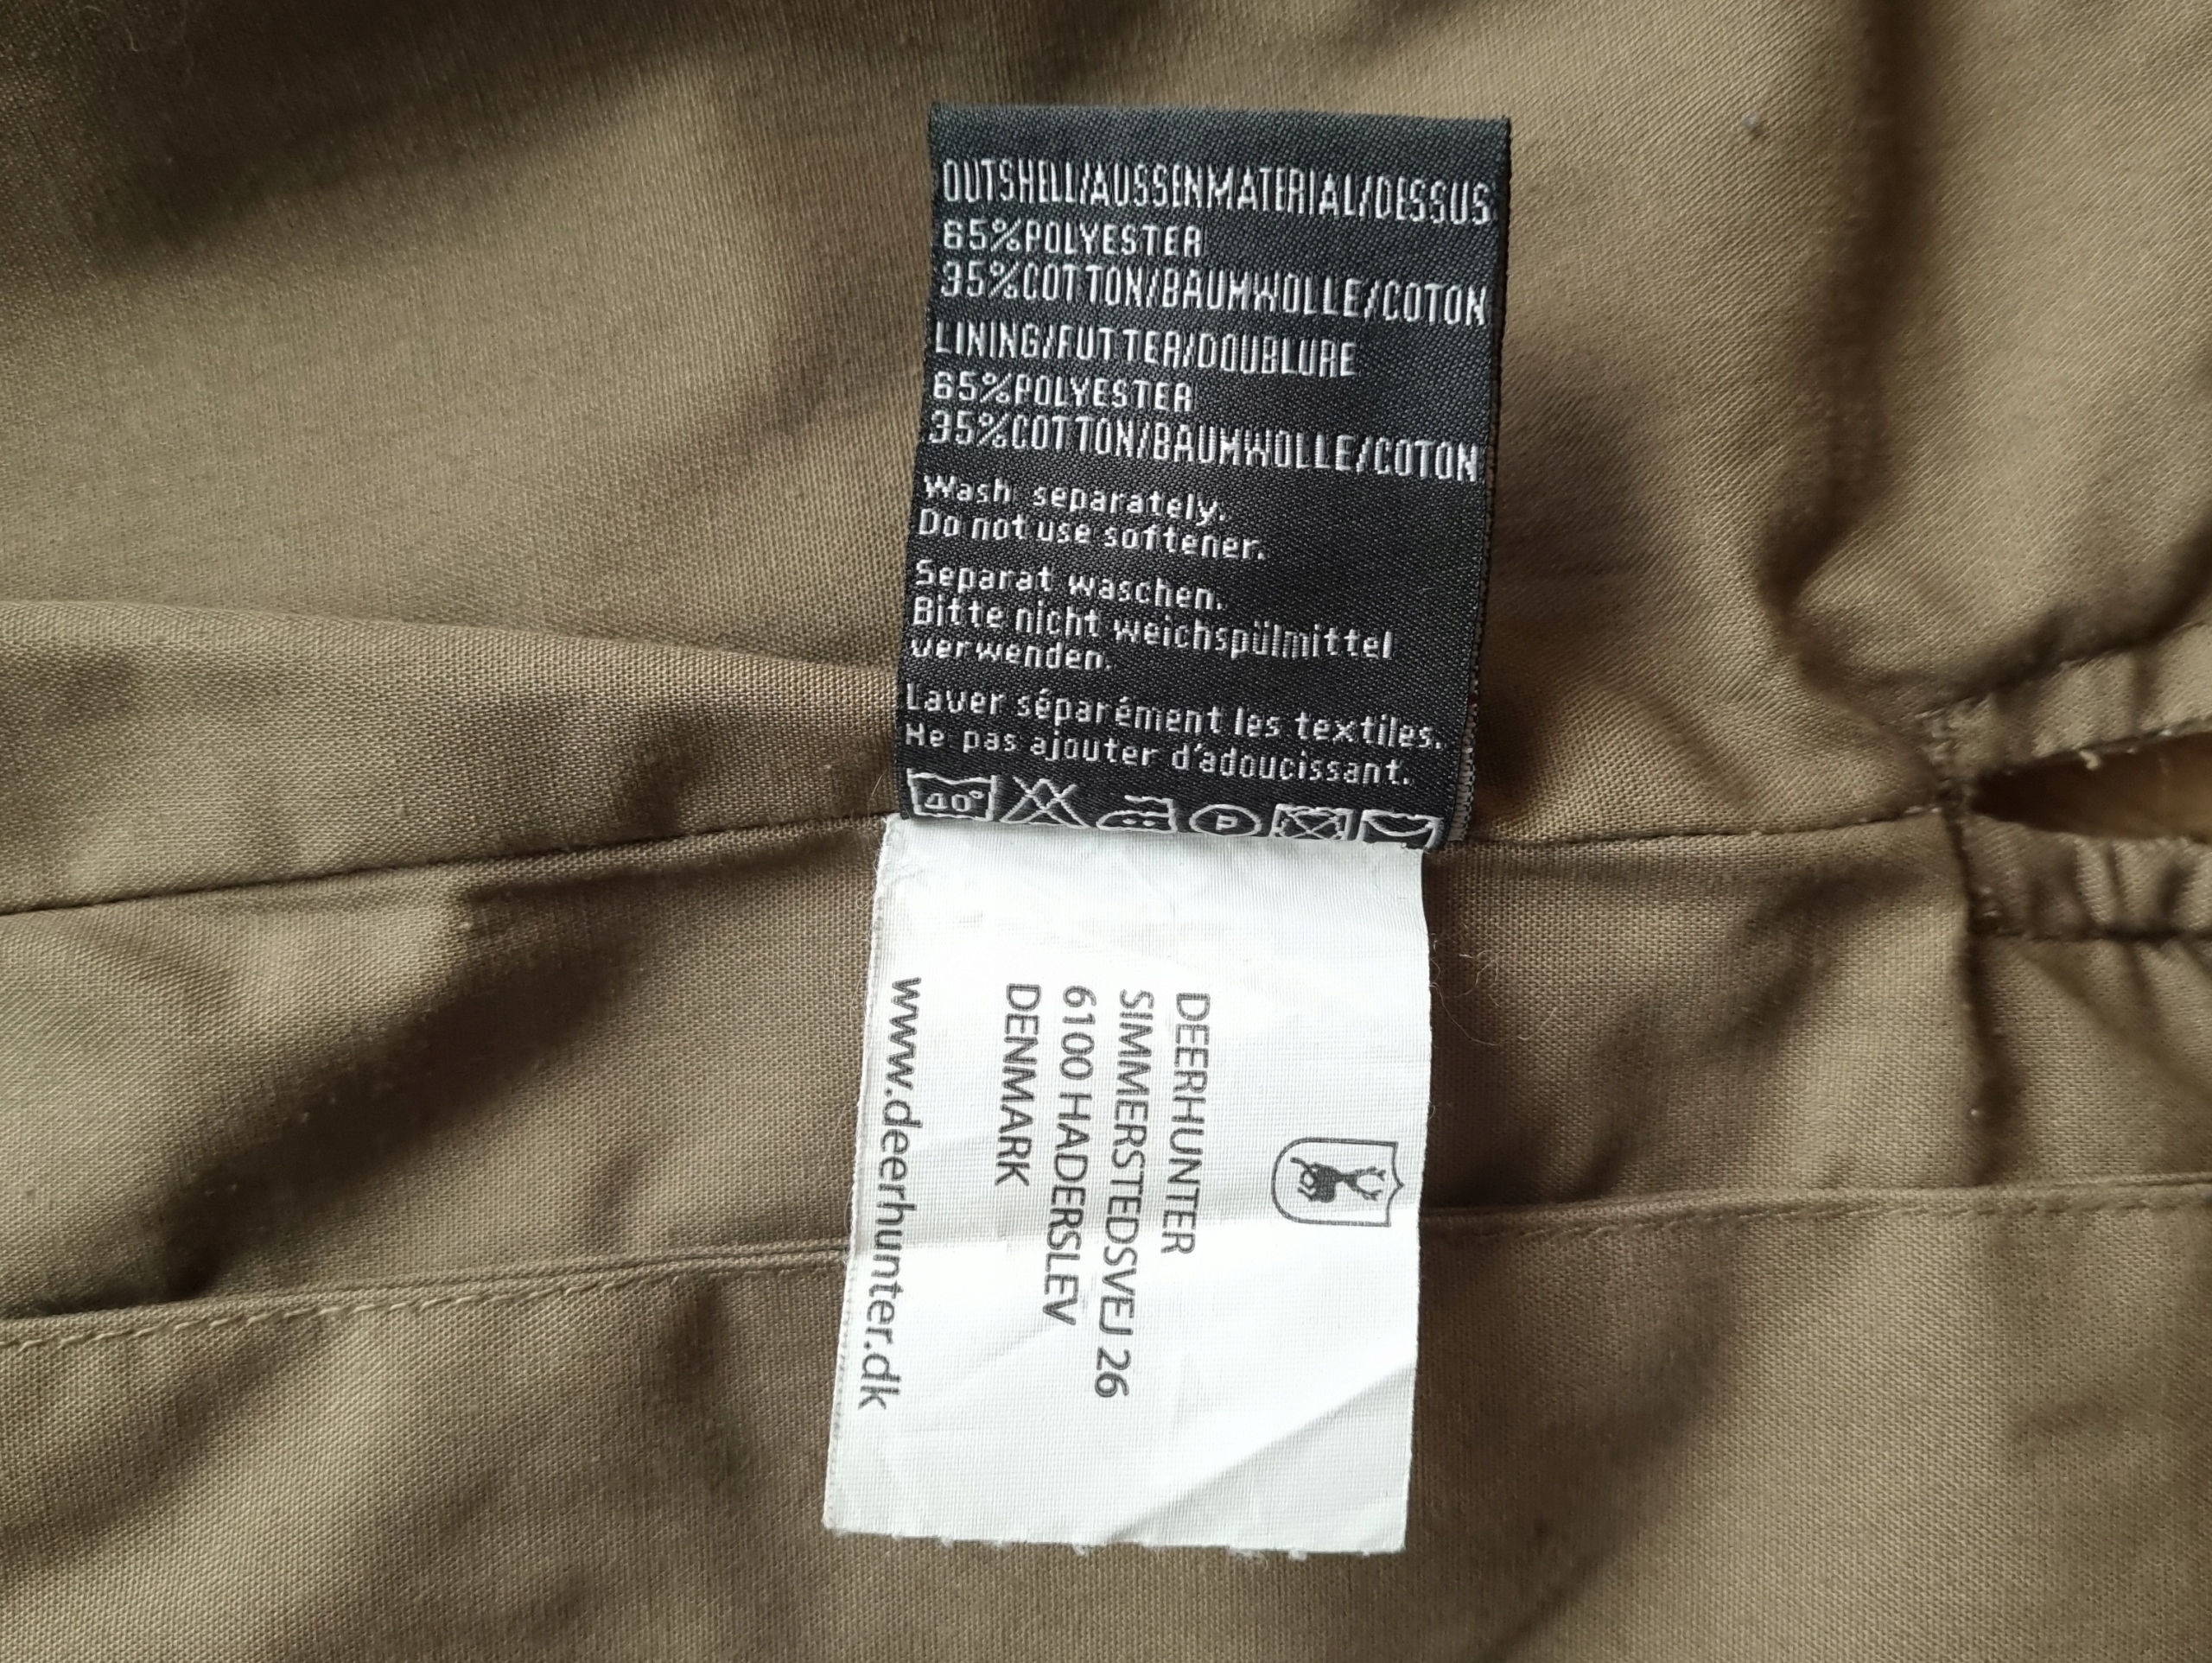 OUTSHELL/AUSSENMATERIAL/DESSUS
65%POLYESTER
35%COTTON/BAUMWOLLE/COTON
LINING/FUTTER/DOUBLURE
65%POLYESTER
35%COTTON/BAUMWOLLE/COTON
Wash separately.
Do not use softener.
Separat waschen.
Bitte nicht weichspülmittel
verwenden.
Laver séparément les textiles.
Ne pas ajouter d'adoucissant.
40° P
DEERHUNTER
SIMMERSTEDSVEJ 26
6100 HADERSLEV
DENMARK
www.deerhunter.dk